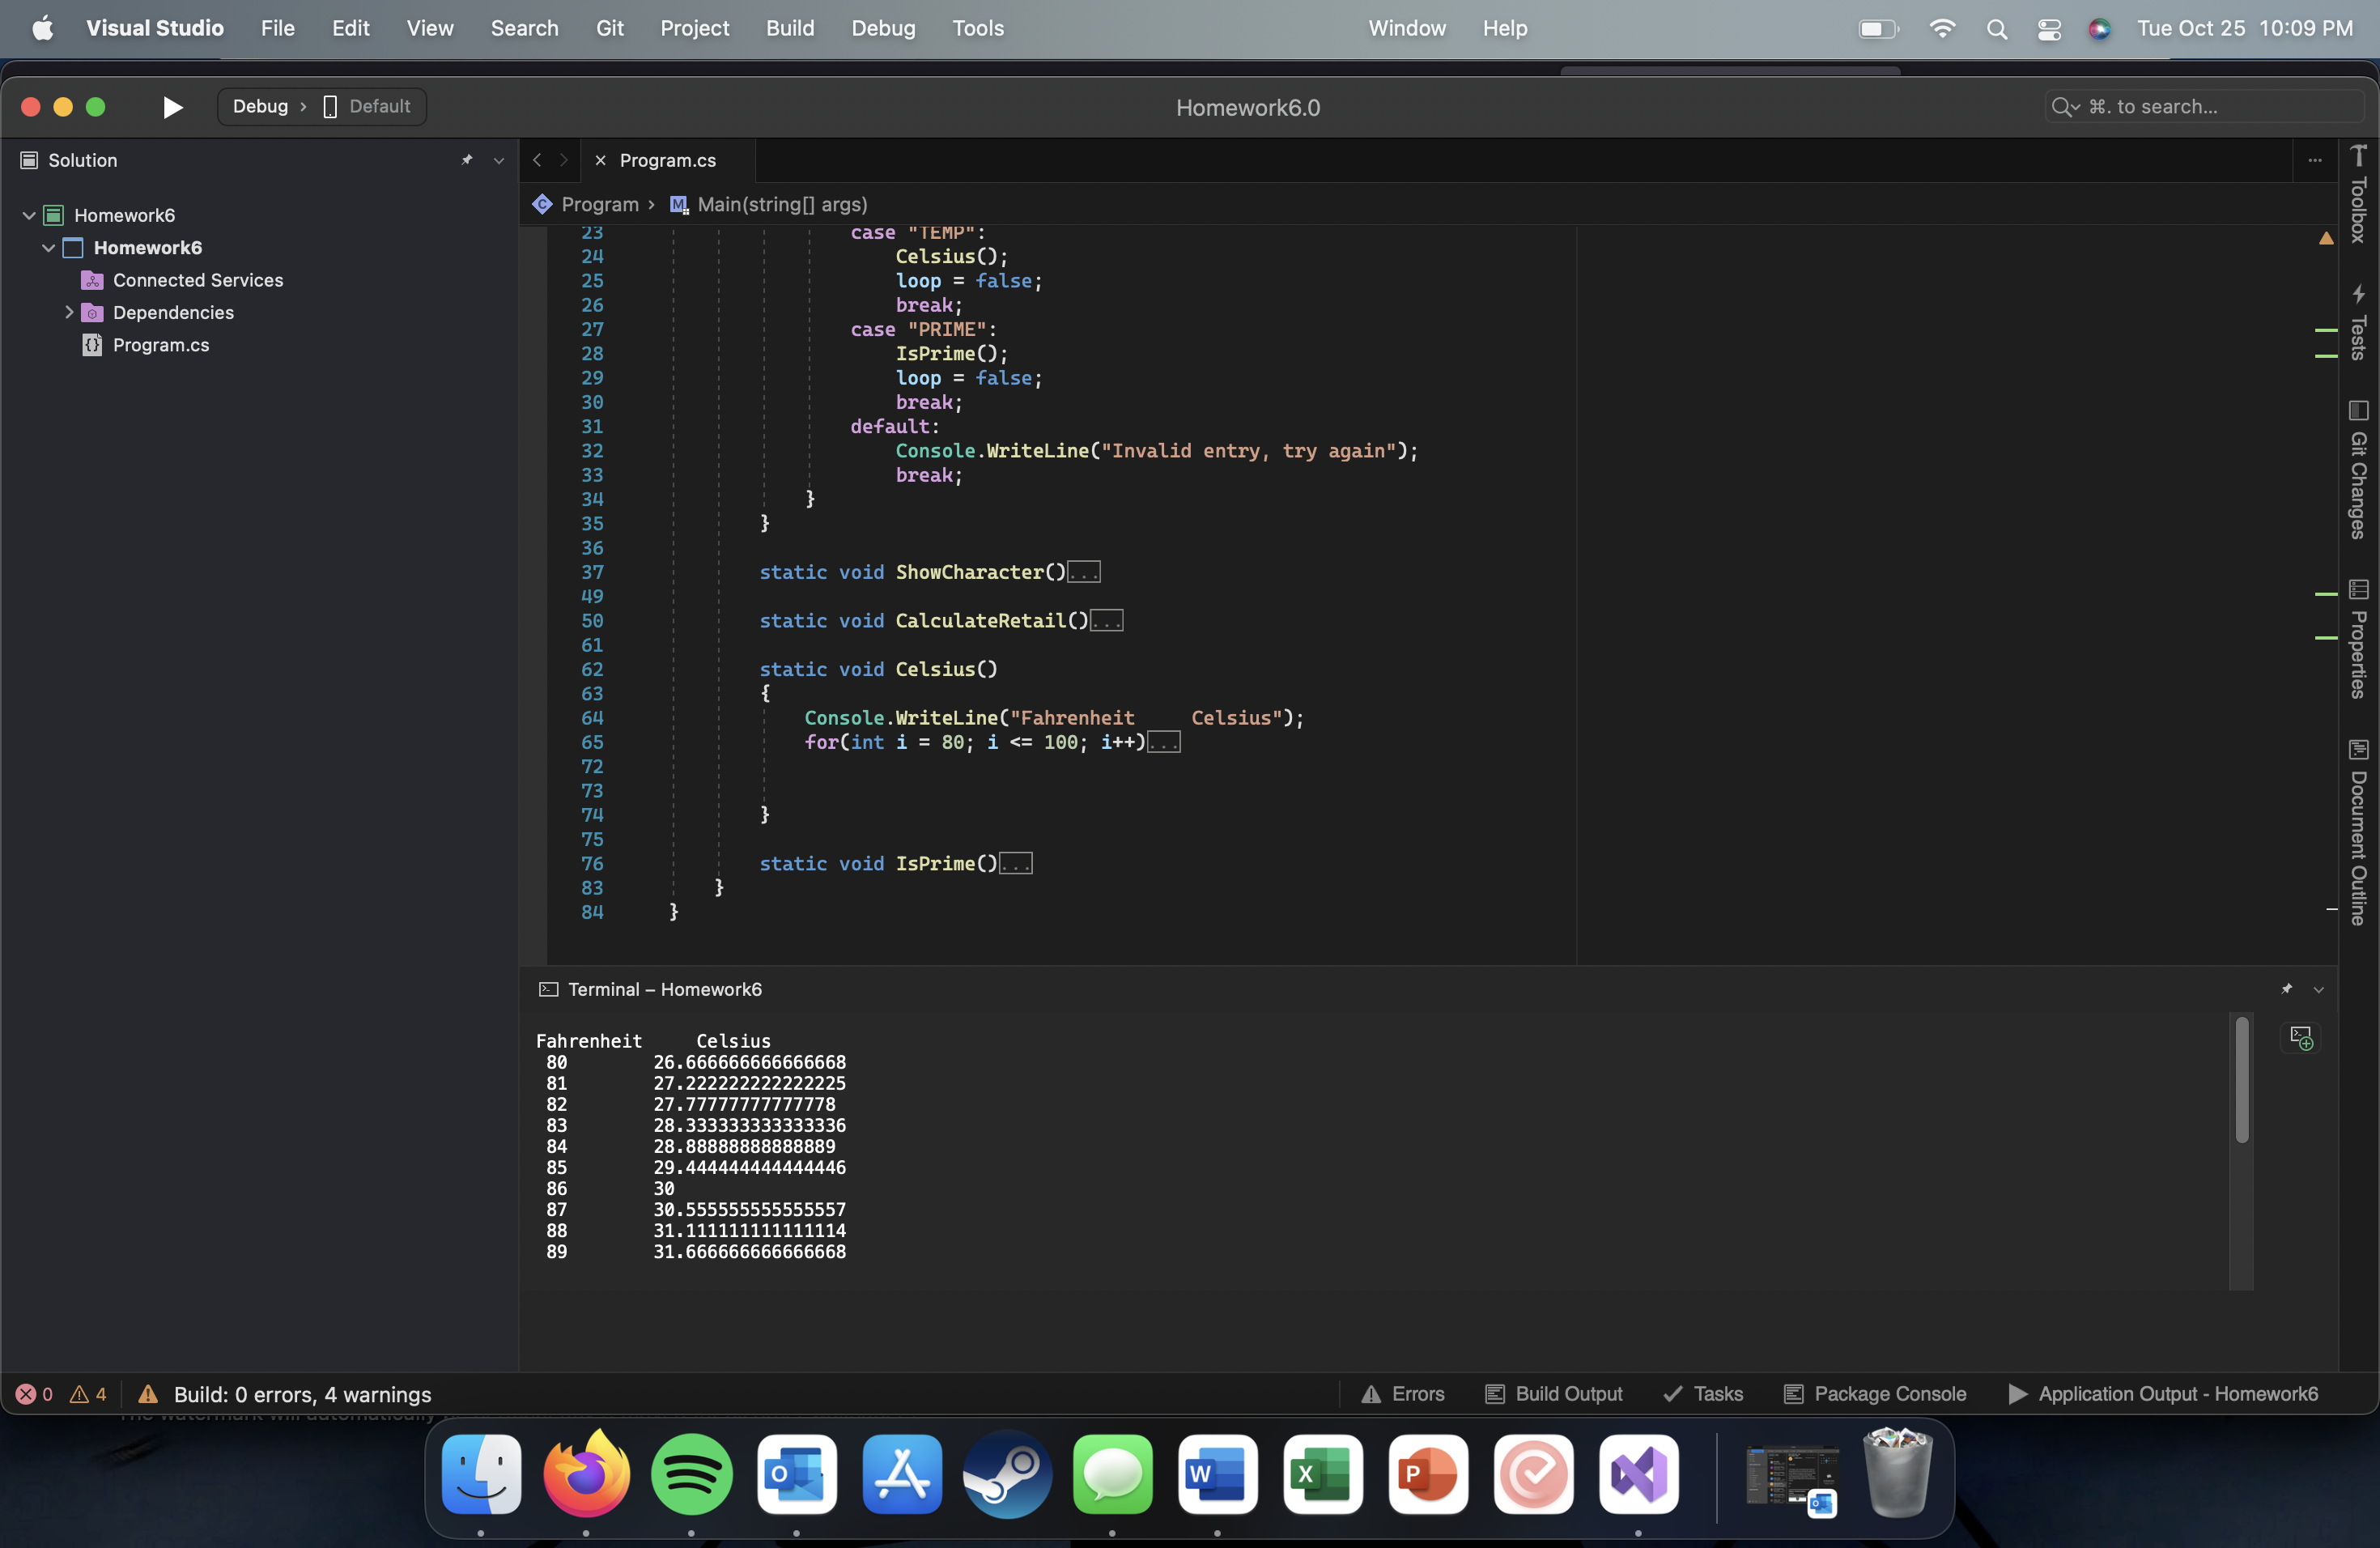 Visual Studio File Edit View Search Git Project Build Debug Tools Window Help Tue Oct 25 10:09 PM
Debug › Default
Homework6.0
⌘. to search...
Solution
Homework6
Homework6
Connected Services
Dependencies
Program.cs
Program.cs
Program › Main(string[] args)
23 case "TEMP":
24 Celsius();
25 loop = false;
26 break;
27 case "PRIME":
28 IsPrime();
29 loop = false;
30 break;
31 default:
32 Console.WriteLine("Invalid entry, try again");
33 break;
34 }
35 }
36
37 static void ShowCharacter()...
49
50 static void CalculateRetail()...
61
62 static void Celsius()
63 {
64 Console.WriteLine("Fahrenheit     Celsius");
65 for(int i = 80; i <= 100; i++)...
72
73
74 }
75
76 static void IsPrime()...
83 }
84 }
Toolbox
Tests
Git Changes
Properties
Document Outline
Terminal – Homework6
Fahrenheit     Celsius
80 26.666666666666668
81 27.222222222222225
82 27.77777777777778
83 28.333333333333336
84 28.88888888888889
85 29.444444444444446
86 30
87 30.555555555555557
88 31.111111111111114
89 31.666666666666668
0 4 Build: 0 errors, 4 warnings Errors Build Output Tasks Package Console Application Output - Homework6
The watermark will automatically